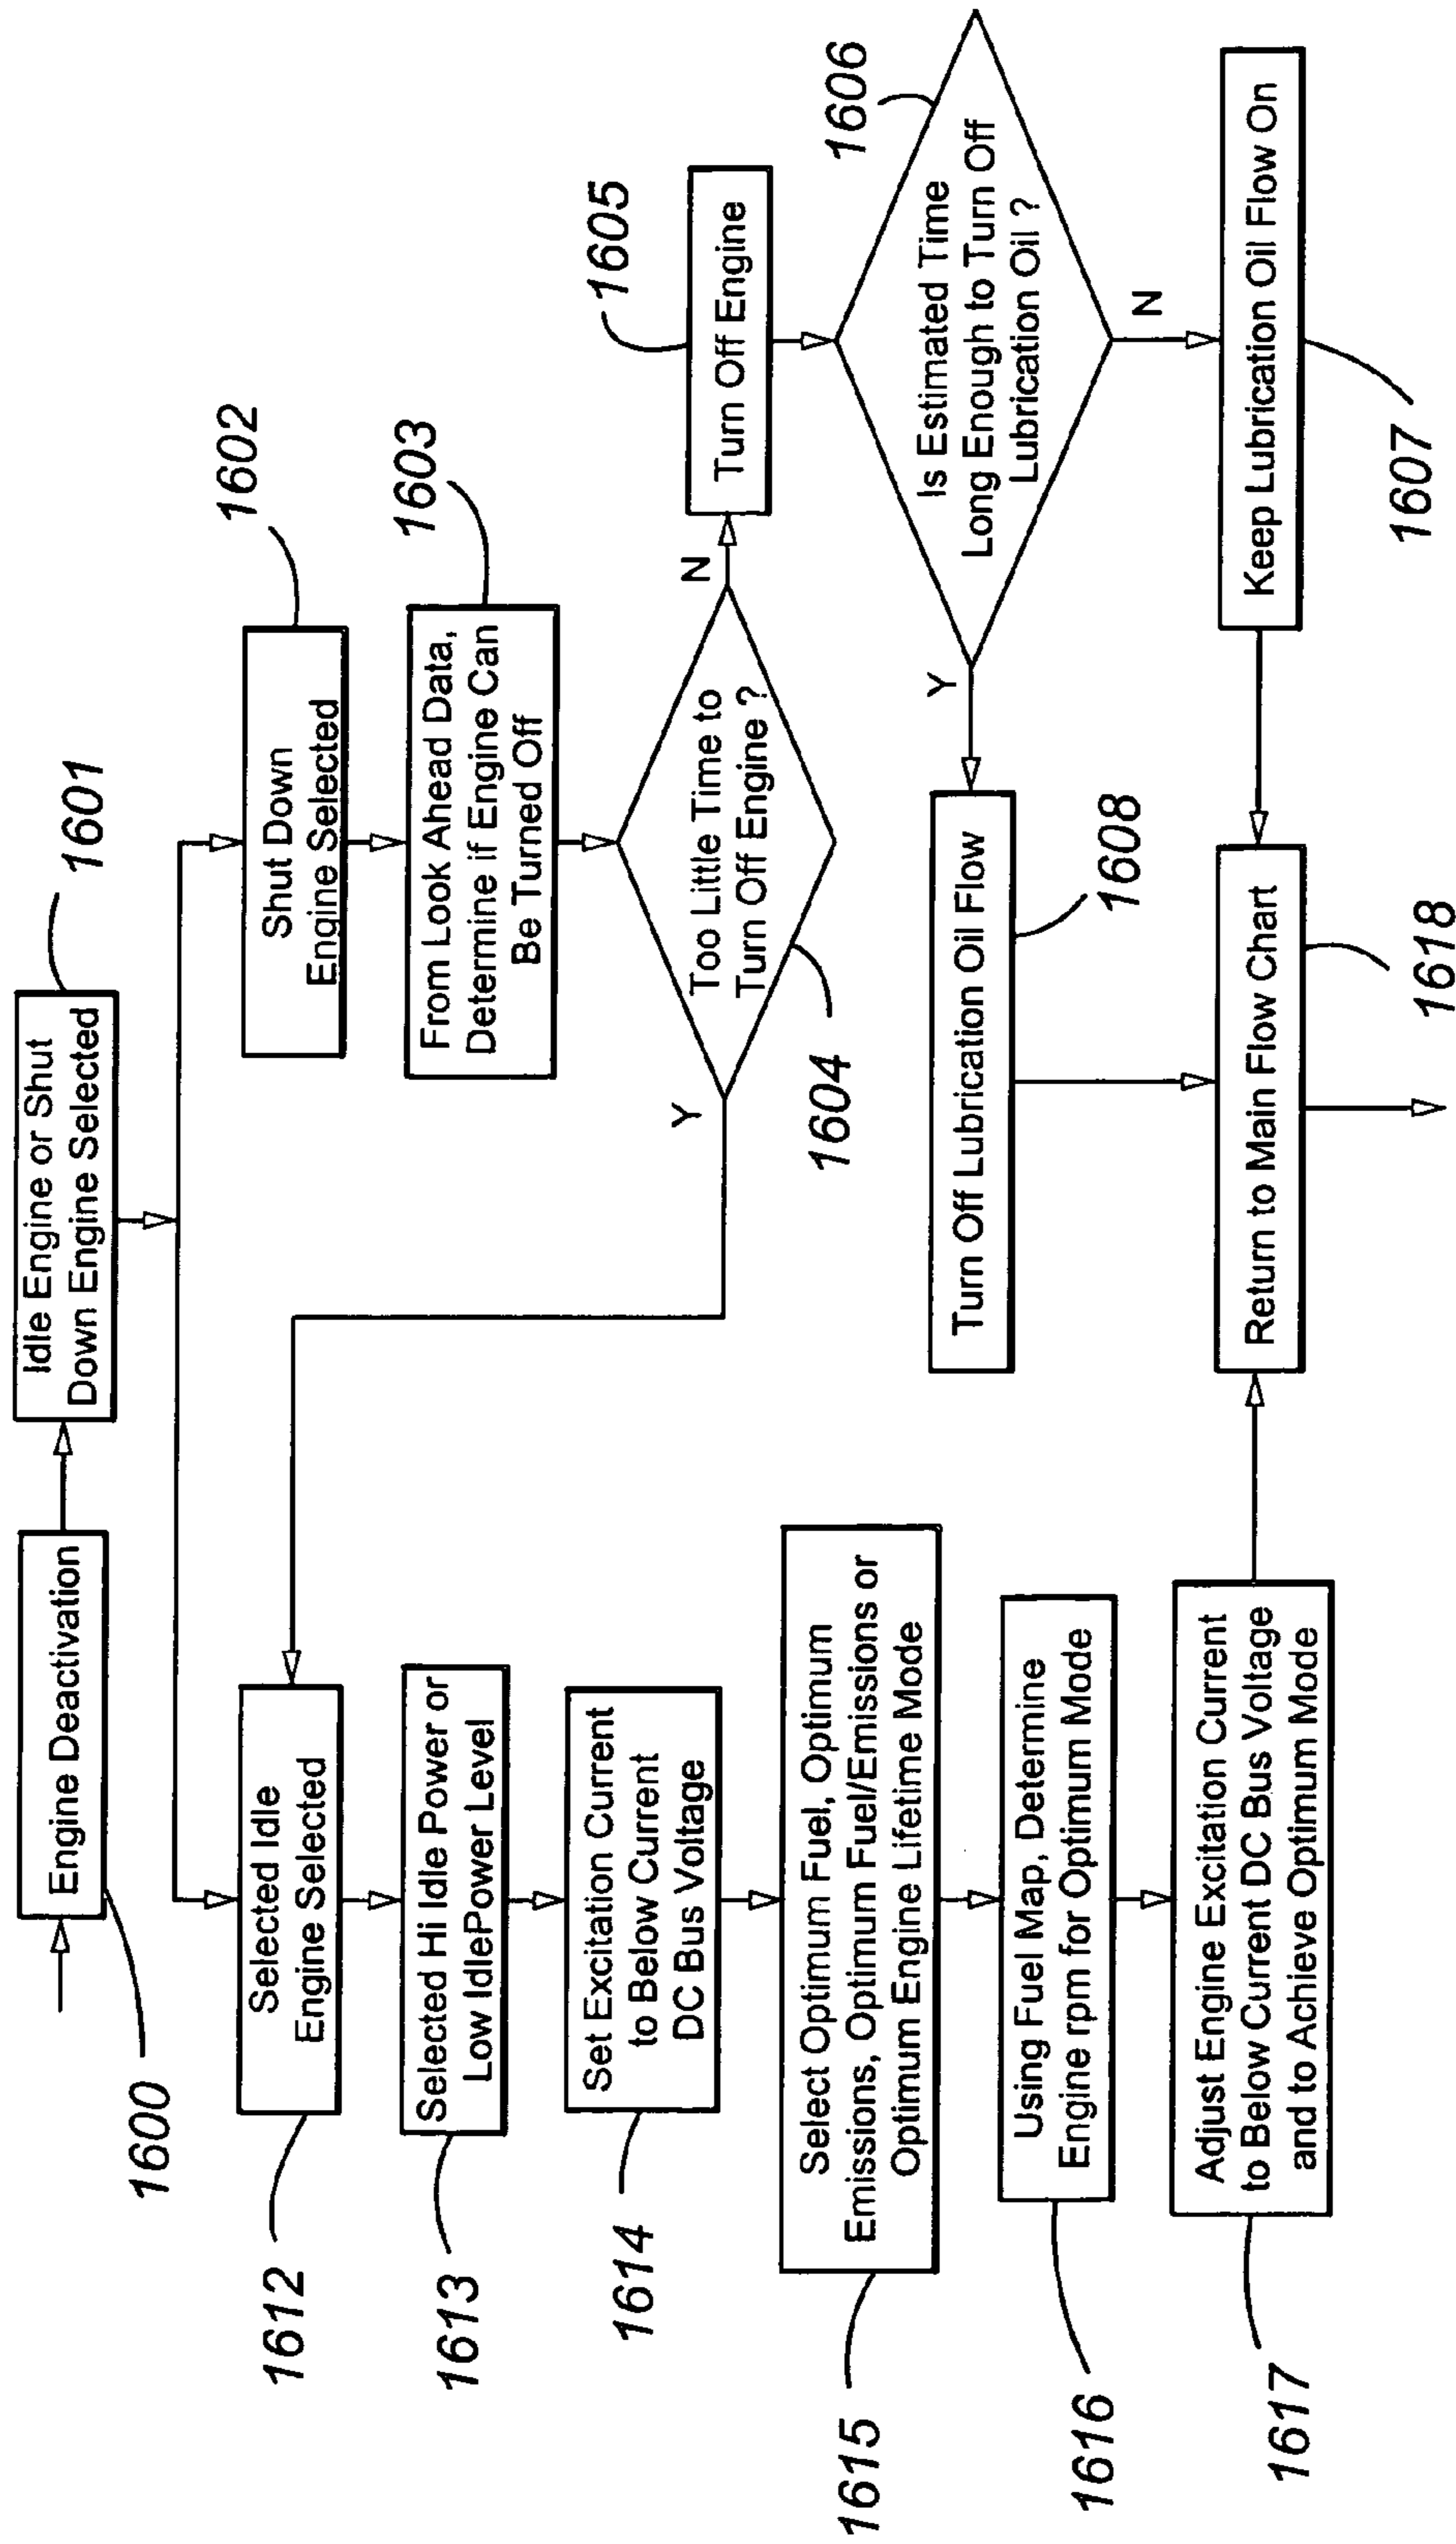 Engine Deactivation
1600
Idle Engine or Shut
Down Engine Selected
1601
Shut Down
Engine Selected
1602
From Look Ahead Data,
Determine if Engine Can
Be Turned Off
1603
Too Little Time to
Turn Off Engine ?
1604
Y
N
Turn Off Engine
1605
Is Estimated Time
Long Enough to Turn Off
Lubrication Oil ?
1606
Y
N
Keep Lubrication Oil Flow On
1607
Turn Off Lubrication Oil Flow
1608
Selected Idle
Engine Selected
1612
Selected Hi Idle Power or
Low IdlePower Level
1613
Set Excitation Current
to Below Current
DC Bus Voltage
1614
Select Optimum Fuel, Optimum
Emissions, Optimum Fuel/Emissions or
Optimum Engine Lifetime Mode
1615
Using Fuel Map, Determine
Engine rpm for Optimum Mode
1616
Adjust Engine Excitation Current
to Below Current DC Bus Voltage
and to Achieve Optimum Mode
1617
Return to Main Flow Chart
1618